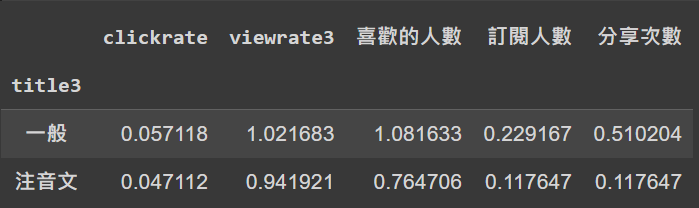 clickrate viewrate3 喜歡的人數 訂閱人數 分享次數
title3
一般 0.057118 1.021683 1.081633 0.229167 0.510204
注音文 0.047112 0.941921 0.764706 0.117647 0.117647